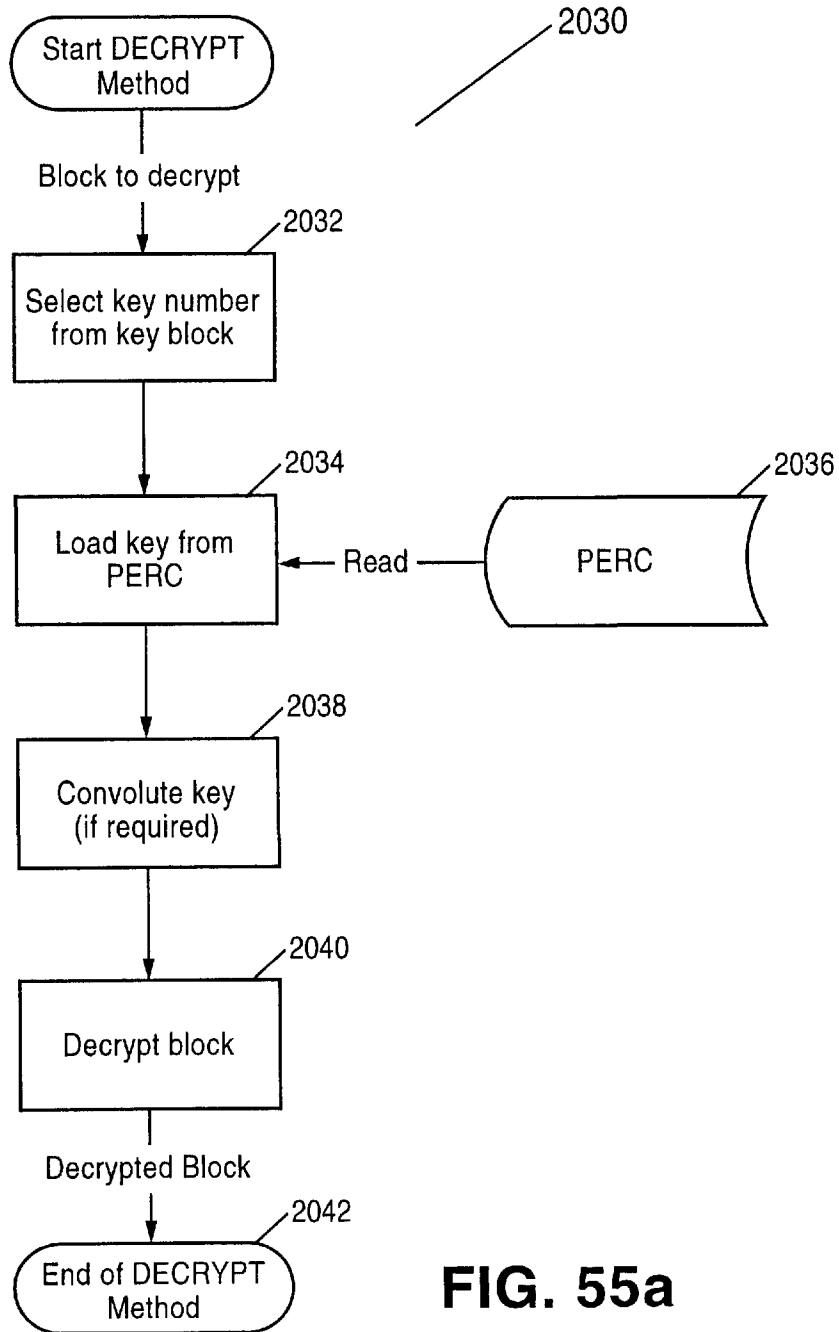 2030
Start DECRYPT
Method
Block to decrypt
2032
Select key number
from key block
2034
Load key from
PERC
Read
2036
PERC
2038
Convolute key
(if required)
2040
Decrypt block
Decrypted Block
2042
End of DECRYPT
Method
FIG. 55a